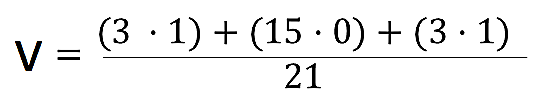 V = (3 · 1) + (15 · 0) + (3 · 1)
21